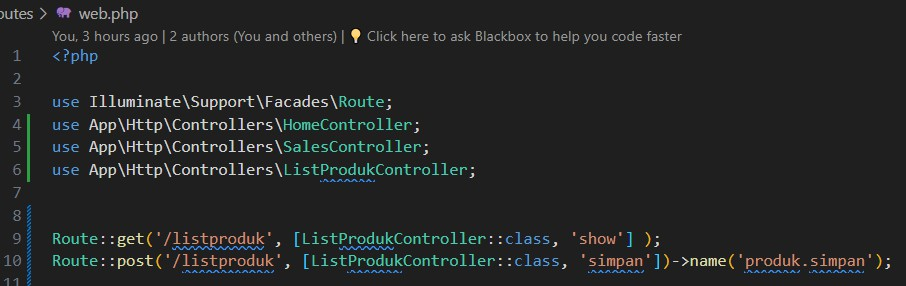 outes > web.php
You, 3 hours ago | 2 authors (You and others) | Click here to ask Blackbox to help you code faster
1 <?php
2
3 use Illuminate\Support\Facades\Route;
4 use App\Http\Controllers\HomeController;
5 use App\Http\Controllers\SalesController;
6 use App\Http\Controllers\ListProdukController;
7
8
9 Route::get('/listproduk', [ListProdukController::class, 'show'] );
10 Route::post('/listproduk', [ListProdukController::class, 'simpan'])->name('produk.simpan');
11